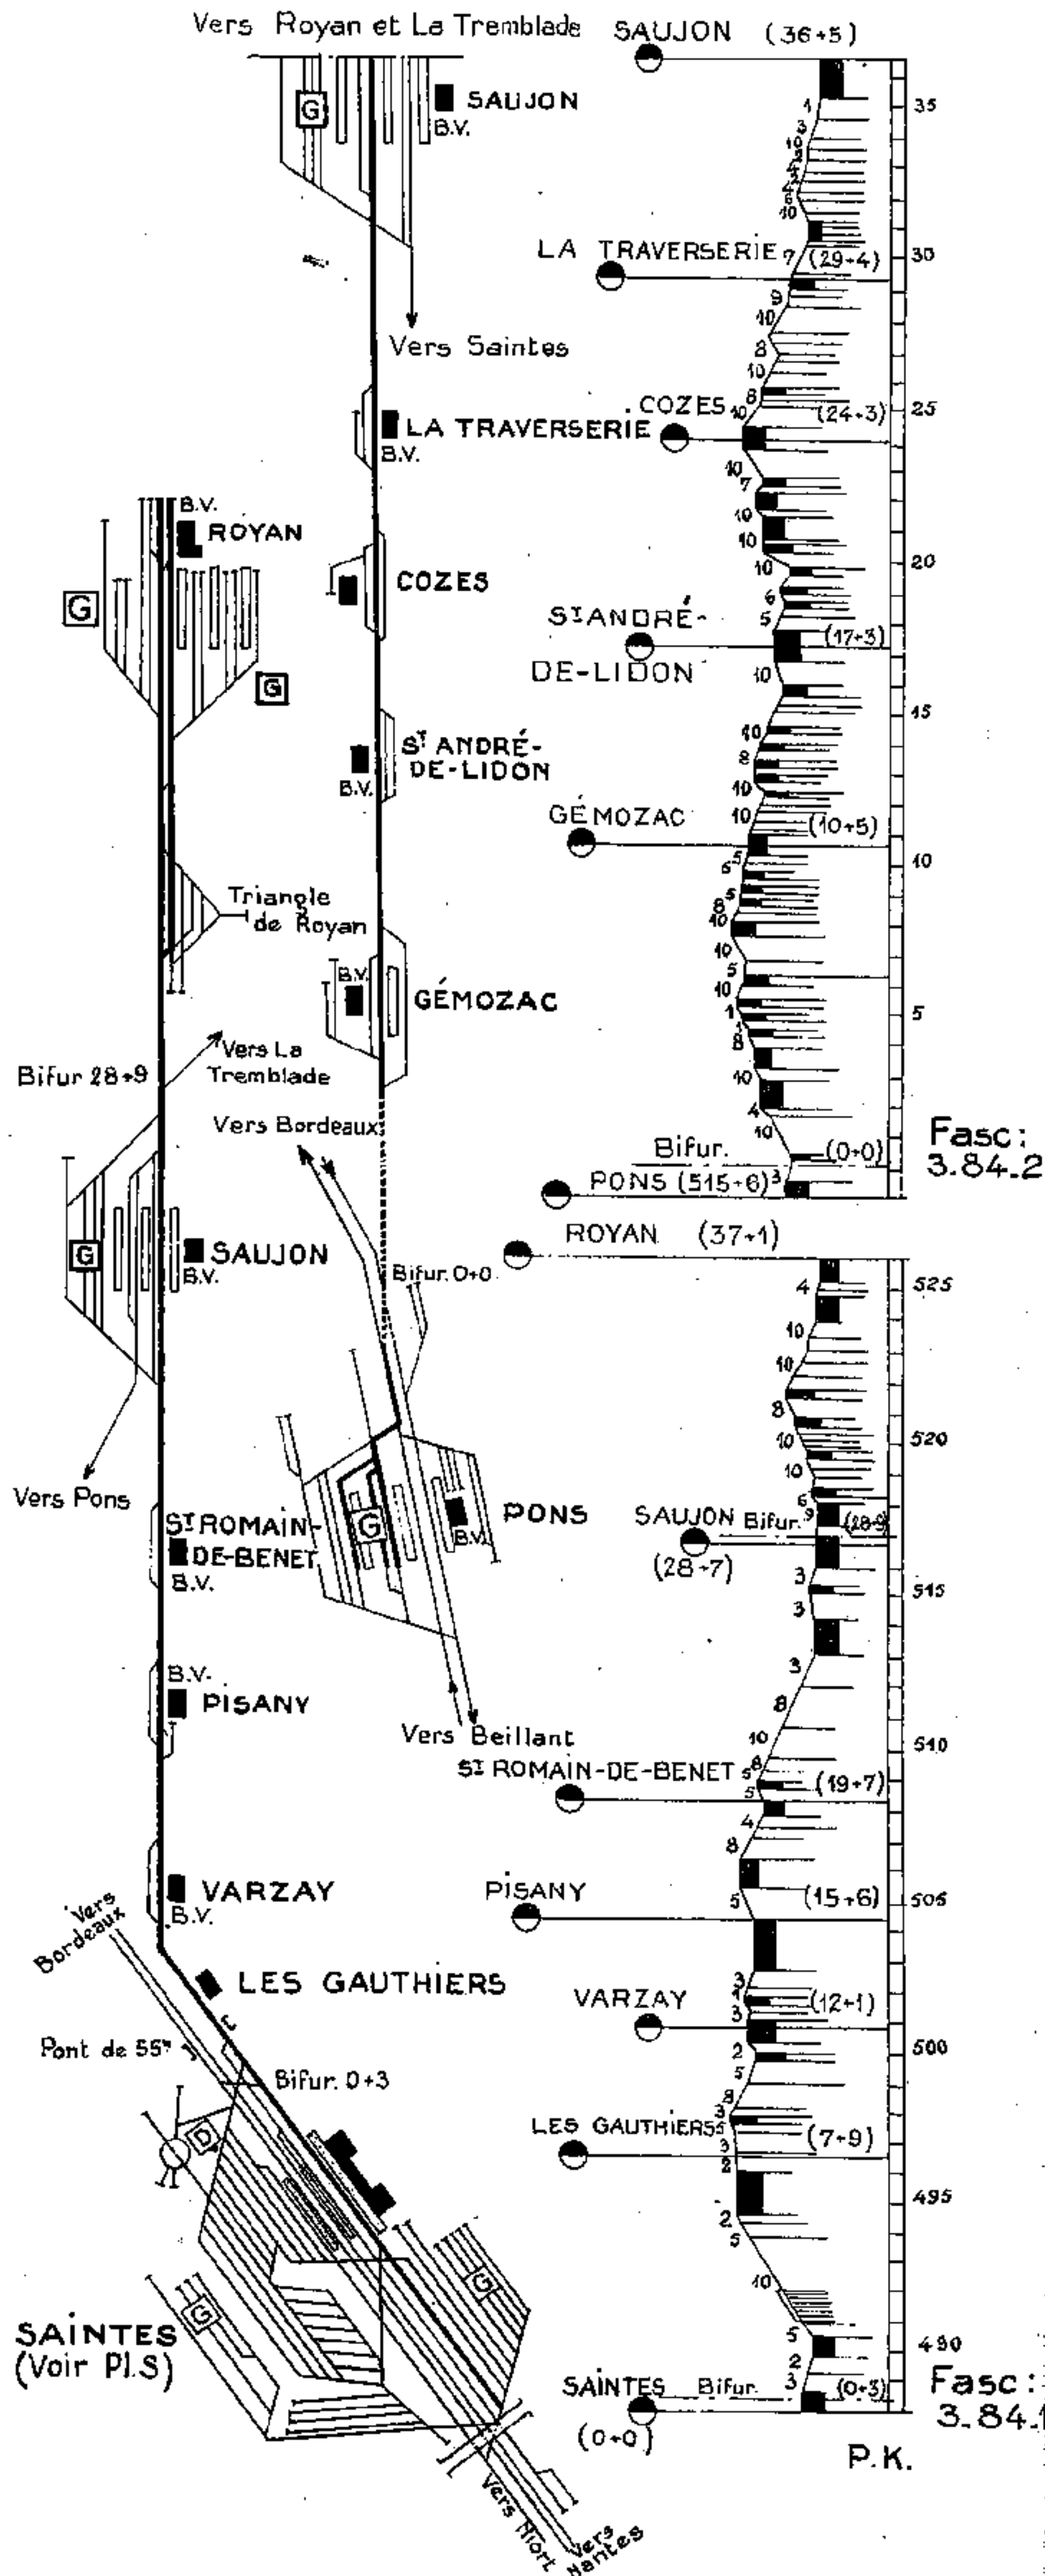 Vers Royan et La Tremblade
SAUJON (36+5)
G
SAUJON
B.V.
Vers Saintes
LA TRAVERSERIE
B.V.
B.V.
ROYAN
G
G
COZES
ST ANDRÉ-
DE-LIDON
B.V.
Triangle
de Royan
B.V.
GÉMOZAC
Bifur 28+9
Vers La
Tremblade
Vers Bordeaux
G
SAUJON
B.V.
Bifur. 0+0
Vers Pons
G
PONS
B.V.
ST ROMAIN-
DE-BENET
B.V.
B.V.
PISANY
Vers Beillant
VARZAY
B.V.
Vers
Bordeaux
LES GAUTHIERS
Pont de 55m
Bifur. 0+3
D
G
G
SAINTES
(Voir Pl.S)
Vers Niort
Vers
Nantes
LA TRAVERSERIE (29+4)
COZES (24+3)
ST ANDRÉ-
DE-LIDON
(17+3)
GÉMOZAC (10+5)
Bifur. (0+0)
PONS (515+6)
35
30
25
20
15
10
5
Fasc:
3.84.2
ROYAN (37+1)
SAUJON Bifur. (28+9)
(28+7)
ST ROMAIN-DE-BENET (19+7)
PISANY (15+6)
VARZAY (12+1)
LES GAUTHIERS (7+9)
SAINTES Bifur. (0+3)
(0+0)
525
520
515
510
505
500
495
490
Fasc:
3.84.1
P.K.